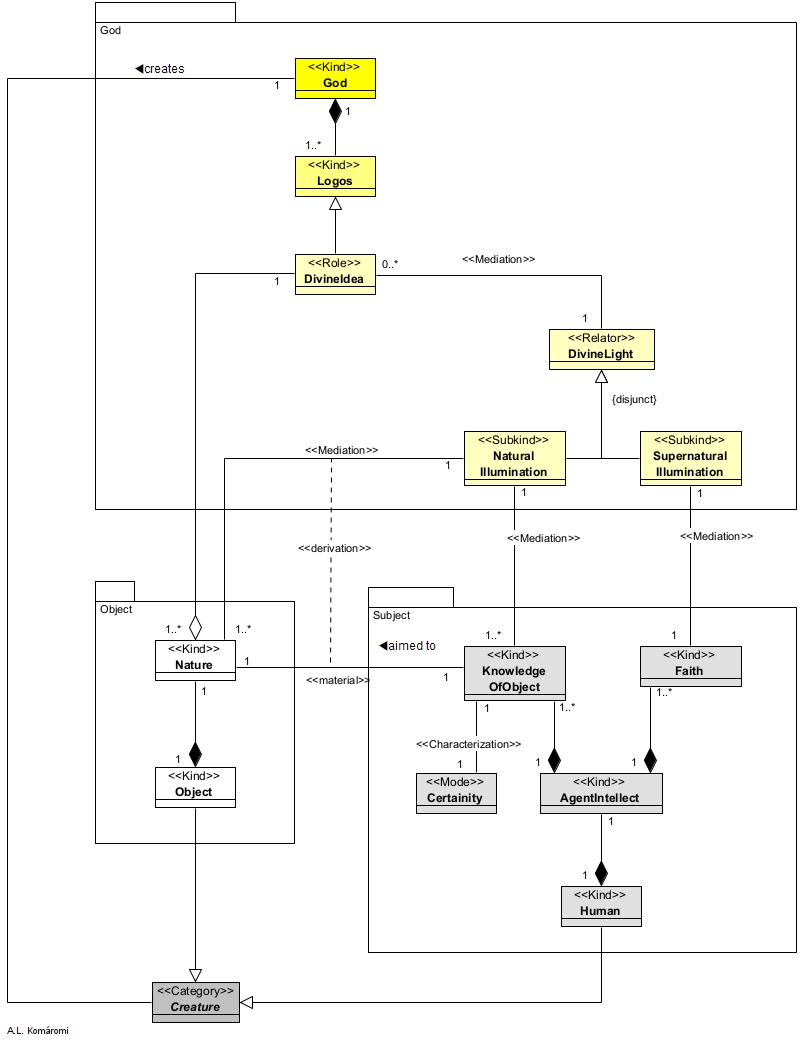 God
◄creates
<<Kind>>
God
1
1
1..*
<<Kind>>
Logos
<<Role>>
DivineIdea
0..*
<<Mediation>>
1
1
<<Relator>>
DivineLight
{disjunct}
<<Mediation>>
1
<<Subkind>>
Natural
Illumination
<<Subkind>>
Supernatural
Illumination
1
1
<<Mediation>>
<<Mediation>>
<<derivation>>
Object
Subject
1..*
1..*
<<Kind>>
Nature
1
<<material>>
◄aimed to
1
1..*
<<Kind>>
Knowledge
OfObject
1
<<Kind>>
Faith
1
1
1..*
1..*
<<Characterization>>
1
<<Kind>>
Object
1
<<Mode>>
Certainity
1
1
<<Kind>>
AgentIntellect
1
1
<<Kind>>
Human
<<Category>>
Creature
A.L. Komáromi